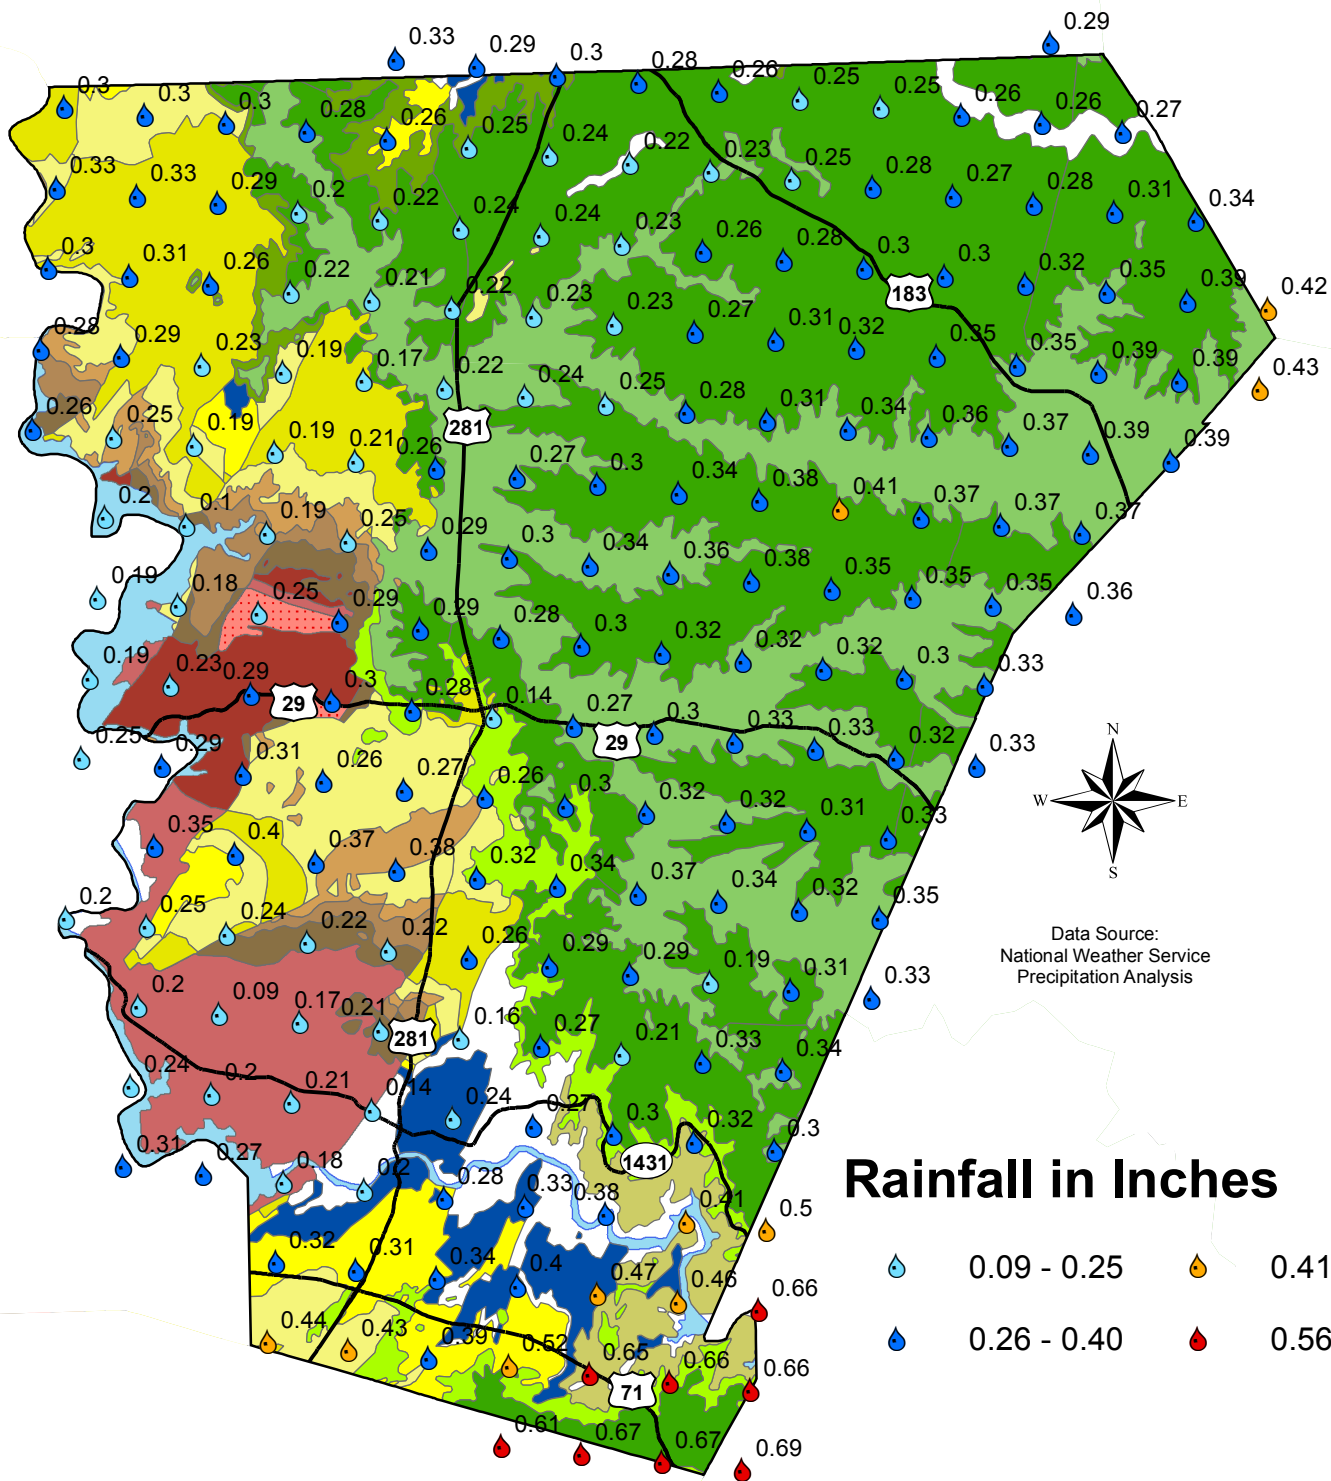 0.33 0.29 0.3 0.28 0.26 0.25 0.25 0.29
0.3 0.3 0.3 0.28 0.26 0.25 0.24 0.22 0.23 0.25 0.26 0.26 0.27
0.33 0.33 0.29 0.2 0.22 0.24 0.24 0.23 0.26 0.28 0.28 0.27 0.28 0.31 0.34
0.3 0.31 0.26 0.22 0.21 0.22 0.23 0.23 0.27 0.31 0.3 0.3 0.32 0.35 0.39 0.42
183
0.28 0.29 0.23 0.19 0.17 0.22 0.24 0.25 0.28 0.31 0.32 0.35 0.35 0.39 0.39 0.43
0.26 0.25 0.19 0.19 0.21 0.26 0.27 0.3 0.34 0.38 0.34 0.36 0.37 0.39 0.39
281
0.2 0.1 0.19 0.25 0.29 0.3 0.34 0.36 0.38 0.41 0.37 0.37 0.37
0.19 0.18 0.25 0.29 0.29 0.28 0.3 0.32 0.32 0.35 0.35 0.35 0.36
0.19 0.23 0.29 0.3 0.28 0.14 0.27 0.3 0.33 0.32 0.3 0.33
29
29
0.25 0.29 0.31 0.26 0.27 0.26 0.3 0.32 0.32 0.33 0.32 0.33
N
W E
S
0.35 0.4 0.37 0.38 0.32 0.34 0.37 0.34 0.31 0.33
0.2 0.25 0.24 0.22 0.22 0.26 0.29 0.29 0.19 0.32 0.35
Data Source:
National Weather Service
Precipitation Analysis
0.2 0.09 0.17 0.21 0.16 0.27 0.21 0.33 0.31 0.33
281
0.24 0.2 0.21 0.14 0.24 0.27 0.3 0.32 0.34
0.31 0.27 0.18 0.2 0.28 0.33 0.38 0.41 0.3
1431
Rainfall in Inches
0.32 0.31 0.34 0.4 0.47 0.46 0.5
0.09 - 0.25 0.41
0.44 0.43 0.39 0.52 0.65 0.66 0.66
0.26 - 0.40 0.56
0.66
71
0.61 0.67 0.67 0.69